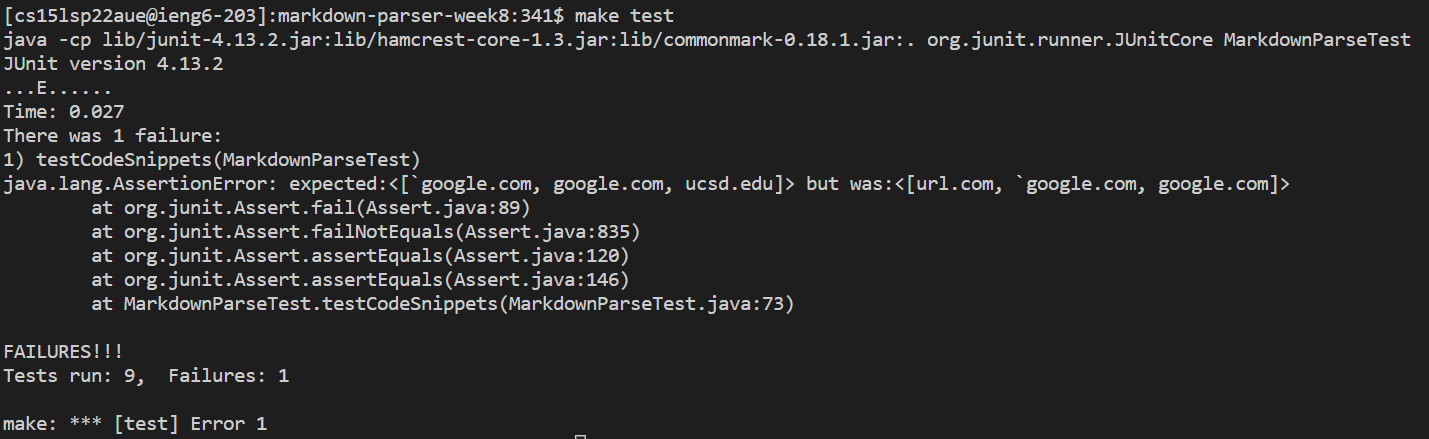 [cs15lsp22aue@ieng6-203]:markdown-parser-week8:341$ make test
java -cp lib/junit-4.13.2.jar:lib/hamcrest-core-1.3.jar:lib/commonmark-0.18.1.jar:. org.junit.runner.JUnitCore MarkdownParseTest
JUnit version 4.13.2
...E......
Time: 0.027
There was 1 failure:
1) testCodeSnippets(MarkdownParseTest)
java.lang.AssertionError: expected:<[`google.com, google.com, ucsd.edu]> but was:<[url.com, `google.com, google.com]>
        at org.junit.Assert.fail(Assert.java:89)
        at org.junit.Assert.failNotEquals(Assert.java:835)
        at org.junit.Assert.assertEquals(Assert.java:120)
        at org.junit.Assert.assertEquals(Assert.java:146)
        at MarkdownParseTest.testCodeSnippets(MarkdownParseTest.java:73)

FAILURES!!!
Tests run: 9,  Failures: 1

make: *** [test] Error 1